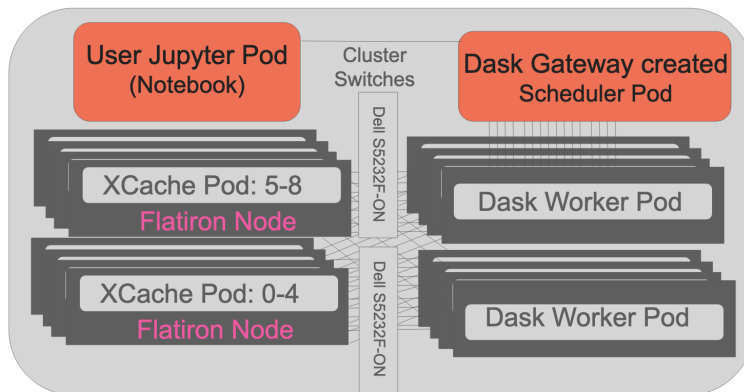 User Jupyter Pod
(Notebook)
Cluster
Switches
Dask Gateway created
Scheduler Pod
Dell S5232F-ON
XCache Pod: 5-8
Flatiron Node
Dask Worker Pod
Dell S5232F-ON
XCache Pod: 0-4
Flatiron Node
Dask Worker Pod